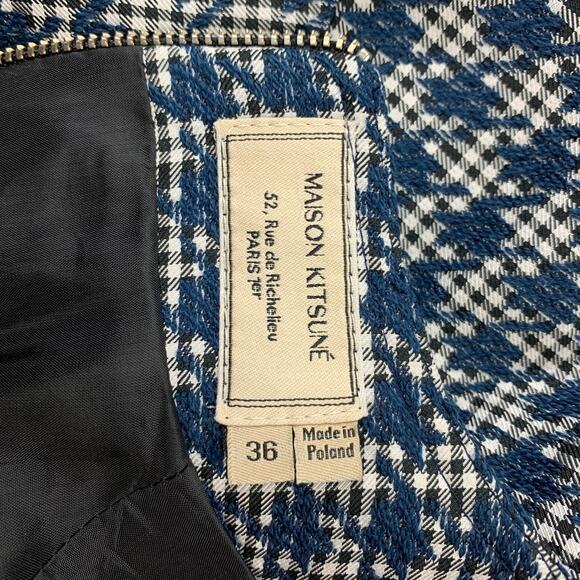 MAISON KITSUNÉ
52, Rue de Richelieu
PARIS 1er
36
Made in
Poland